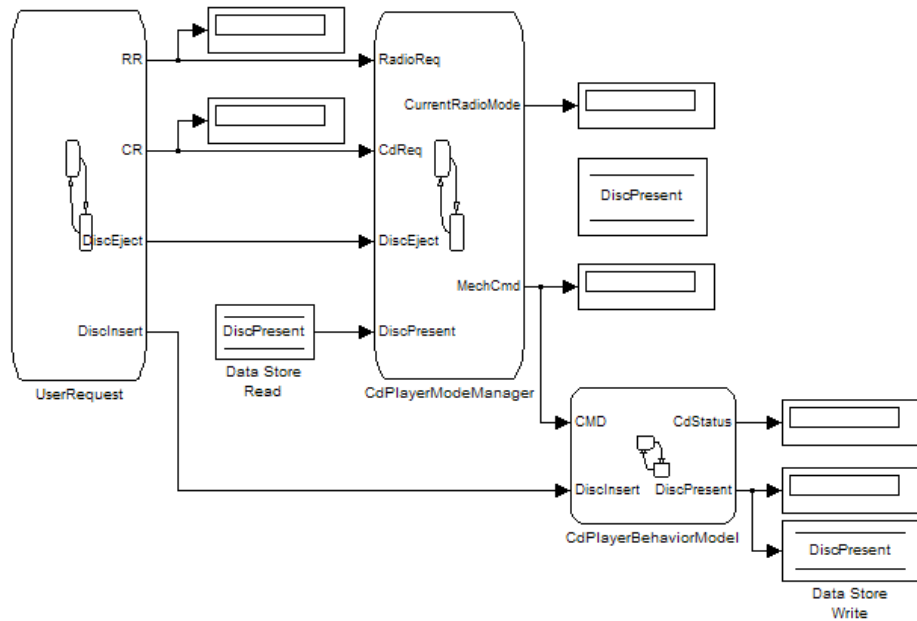 RR
RadioReq
CurrentRadioMode
CR
CdReq
DiscPresent
DiscEject
DiscEject
MechCmd
DiscInsert
DiscPresent
DiscPresent
Data Store
Read
UserRequest
CdPlayerModeManager
CMD
CdStatus
DiscInsert
DiscPresent
CdPlayerBehaviorModel
DiscPresent
Data Store
Write